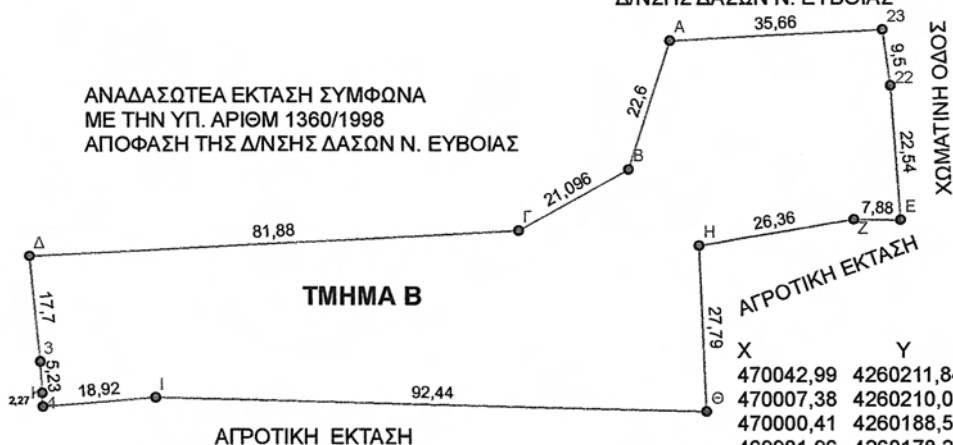 Δ/ΝΣΗΣ ΔΑΣΩΝ Ν. ΕΥΒΟΙΑΣ
Α
35,66
23
9,5
22
ΧΩΜΑΤΙΝΗ ΟΔΟΣ
ΑΝΑΔΑΣΩΤΕΑ ΕΚΤΑΣΗ ΣΥΜΦΩΝΑ
ΜΕ ΤΗΝ ΥΠ. ΑΡΙΘΜ 1360/1998
ΑΠΟΦΑΣΗ ΤΗΣ Δ/ΝΣΗΣ ΔΑΣΩΝ Ν. ΕΥΒΟΙΑΣ
22,6
22,54
Β
21,096
Γ
7,88
Ε
Ζ
26,36
Η
81,88
Δ
ΑΓΡΟΤΙΚΗ ΕΚΤΑΣΗ
ΤΜΗΜΑ Β
17,7
27,79
3
5,23
Κ
2,27
4
18,92
Ι
92,44
Θ
ΑΓΡΟΤΙΚΗ ΕΚΤΑΣΗ
X Y
470042,99 4260211,8
470007,38 4260210,0
470000,41 4260188,5